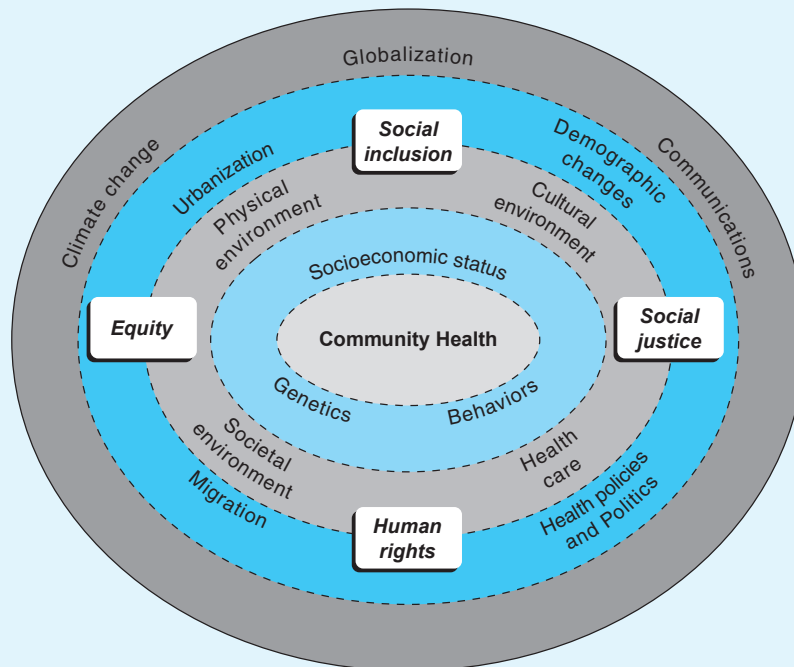 Globalization
Climate change
Communications
Urbanization
Social
inclusion
Demographic
changes
Physical
environment
Cultural
environment
Socioeconomic status
Equity
Community Health
Social
justice
Genetics
Behaviors
Societal
environment
Health
care
Migration
Human
rights
Health policies
and Politics